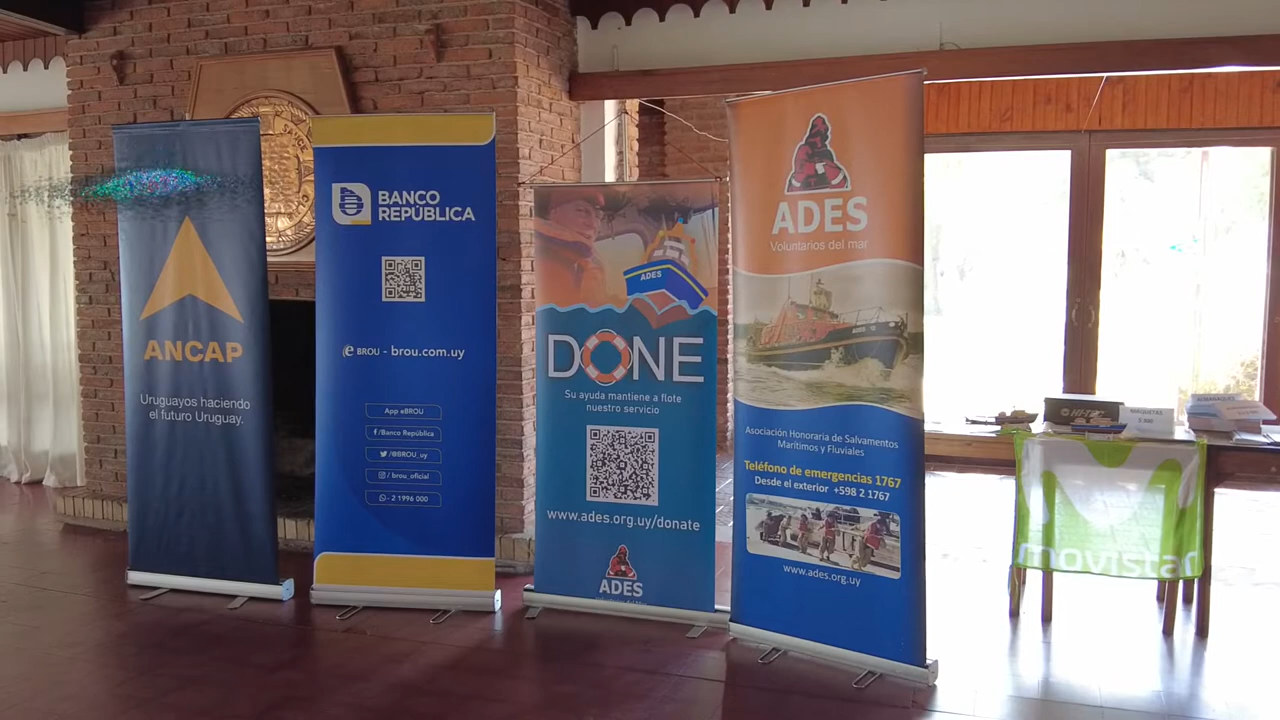 ANCAP
Uruguayos haciendo
el futuro Uruguay.
BANCO
REPÚBLICA
e BROU - brou.com.uy
App eBROU
/Banco República
/@BROU_uy
/ brou_oficial
- 2 1996 000
ADES
DONE
Su ayuda mantiene a flote
nuestro servicio
www.ades.org.uy/donate
ADES
ADES
Voluntarios del mar
Asociación Honoraria de Salvamentos
Marítimos y Fluviales
Teléfono de emergencias 1767
Desde el exterior +598 2 1767
www.ades.org.uy
HI-TEC
movistar